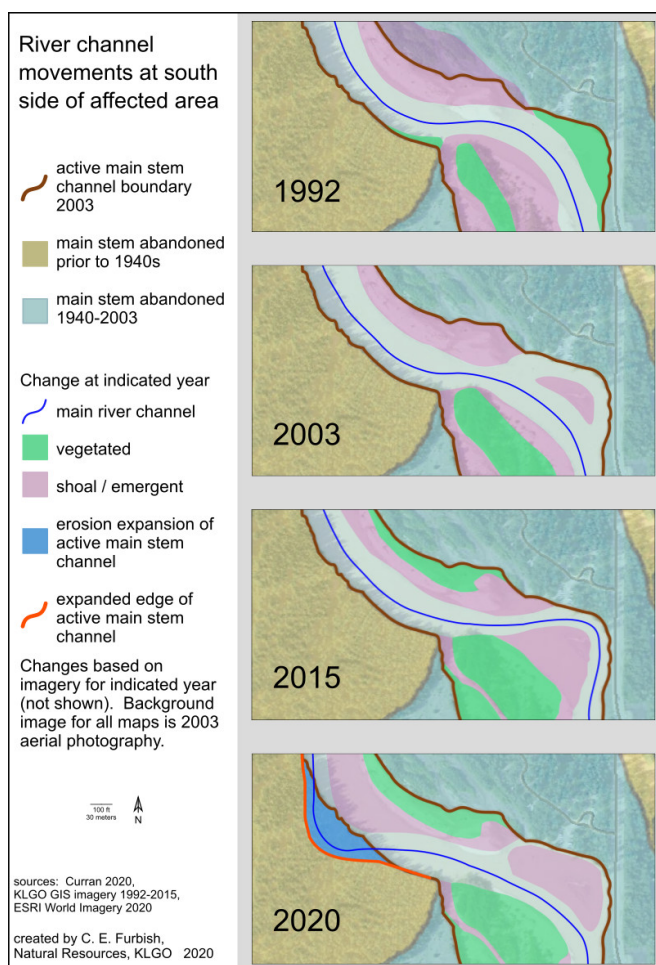 River channel
movements at south
side of affected area
active main stem
channel boundary
2003
main stem abandoned
prior to 1940s
main stem abandoned
1940-2003
Change at indicated year
main river channel
vegetated
shoal / emergent
erosion expansion of
active main stem
channel
expanded edge of
active main stem
channel
Changes based on
imagery for indicated year
(not shown).  Background
image for all maps is 2003
aerial photography.
100 ft
30 meters
N
sources:  Curran 2020,
KLGO GIS imagery 1992-2015,
ESRI World Imagery 2020
created by C. E. Furbish,
Natural Resources, KLGO   2020
1992
2003
2015
2020